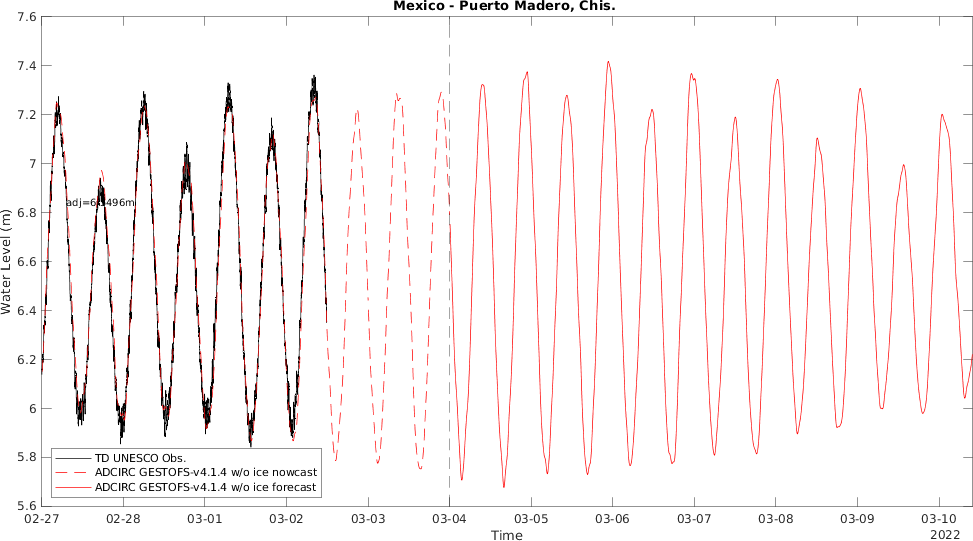 Mexico - Puerto Madero, Chis.
7.6
7.4
7.2
7
6.8
6.6
6.4
6.2
6
5.8
5.6
Water Level (m)
TD UNESCO Obs.
ADCIRC GESTOFS-v4.1.4 w/o ice nowcast
ADCIRC GESTOFS-v4.1.4 w/o ice forecast
02-27 02-28 03-01 03-02 03-03 03-04 03-05 03-06 03-07 03-08 03-09 03-10
Time
2022